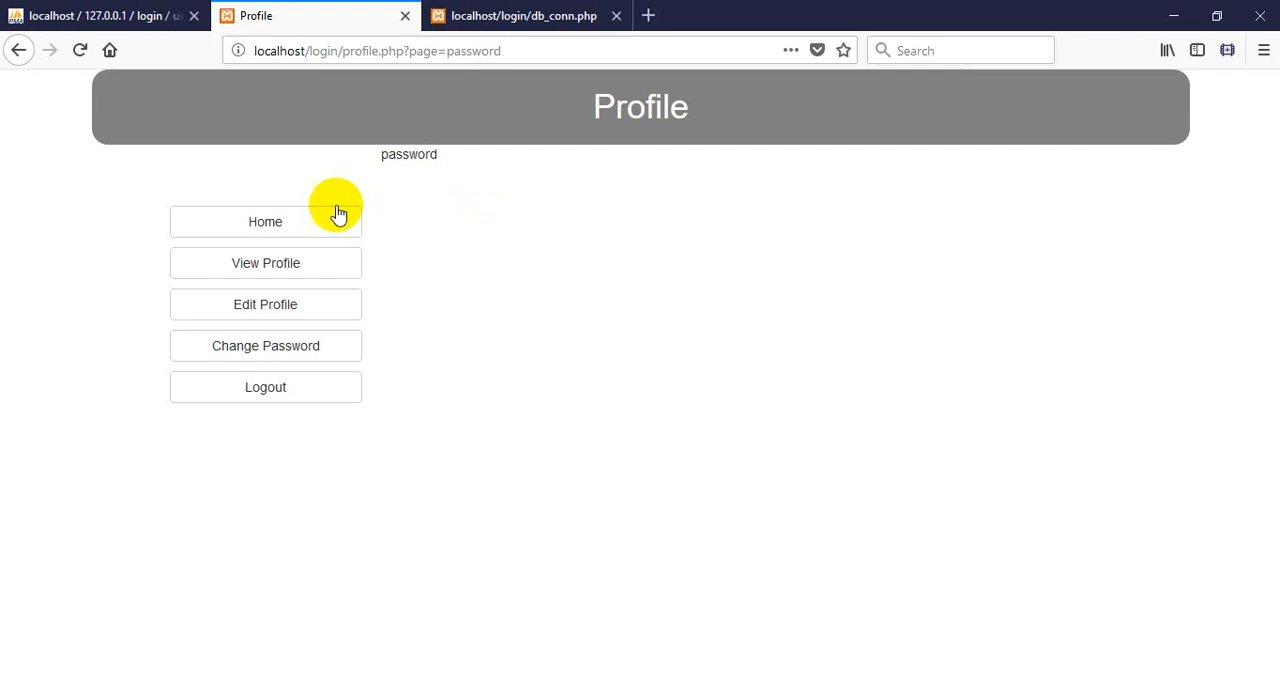 localhost / 127.0.0.1 / login / us
Profile
localhost/login/db_conn.php
localhost/login/profile.php?page=password
Search
Profile
password
Home
View Profile
Edit Profile
Change Password
Logout